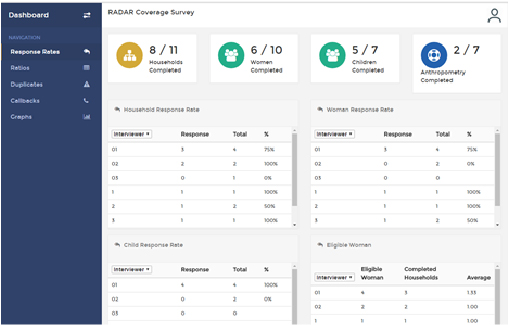 Dashboard
RADAR Coverage Survey
NAVIGATION
Response Rates
Ratios
Duplicates
Callbacks
Graphs
8 / 11
Households
Completed
6 / 10
Women
Completed
5 / 7
Children
Completed
2 / 7
Anthropometry
Completed
Household Response Rate
Interviewer Response Total %
01 3 4 75%
02 2 2 100%
03 0 1 0%
1 1 1 100%
2 1 2 50%
3 1 1 100%
Woman Response Rate
Interviewer Response Total %
01 3 4 75%
02 0 2 0%
03 0 0
1 1 1 100%
2 1 1 100%
3 1 2 50%
Child Response Rate
Interviewer Response Total %
01 4 100%
02 0 2 0%
03 0 0
Eligible Woman
Interviewer Eligible Woman Completed Households Average
01 3 1.33
02 2 1.00
1 1 1.00